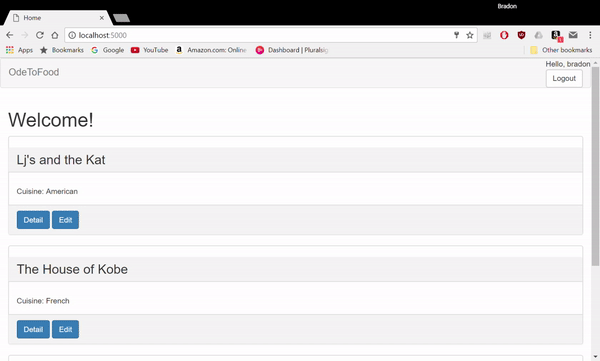 Bradon
Home
localhost:5000
Apps Bookmarks Google YouTube Amazon.com: Online Dashboard | Pluralsig Other bookmarks
Hello, bradon
OdeToFood
Logout
Welcome!
Lj's and the Kat
Cuisine: American
Detail Edit
The House of Kobe
Cuisine: French
Detail Edit